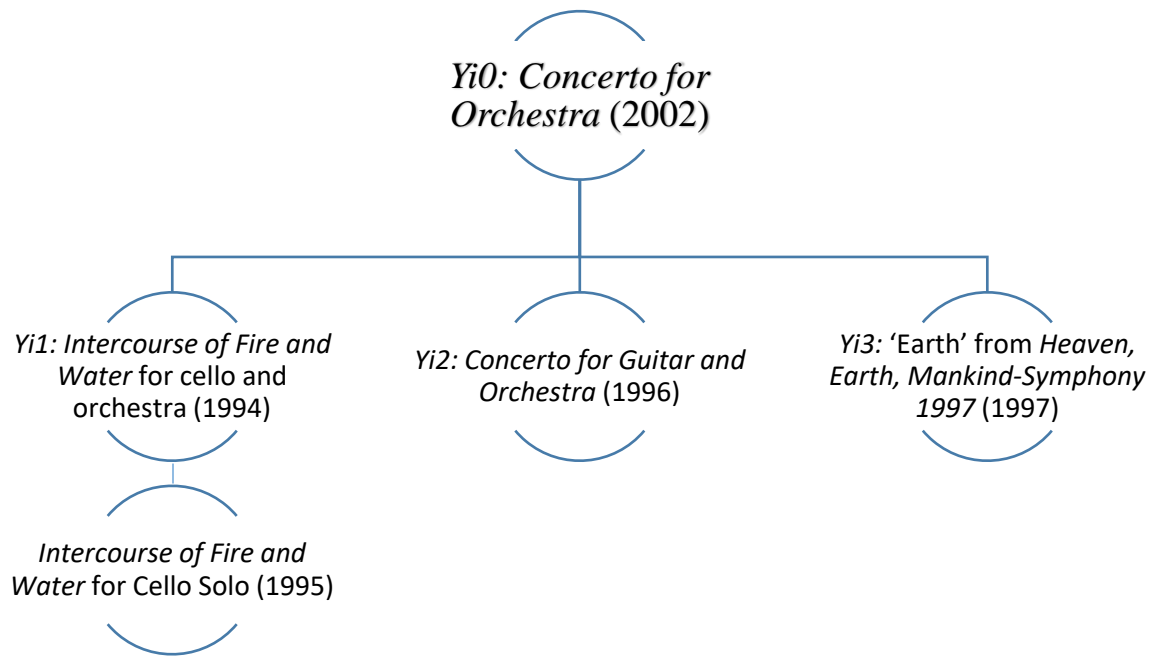 Yi0: Concerto for
Orchestra (2002)
Yi1: Intercourse of Fire and
Water for cello and
orchestra (1994)
Yi2: Concerto for Guitar and
Orchestra (1996)
Yi3: ‘Earth’ from Heaven,
Earth, Mankind-Symphony
1997 (1997)
Intercourse of Fire and
Water for Cello Solo (1995)